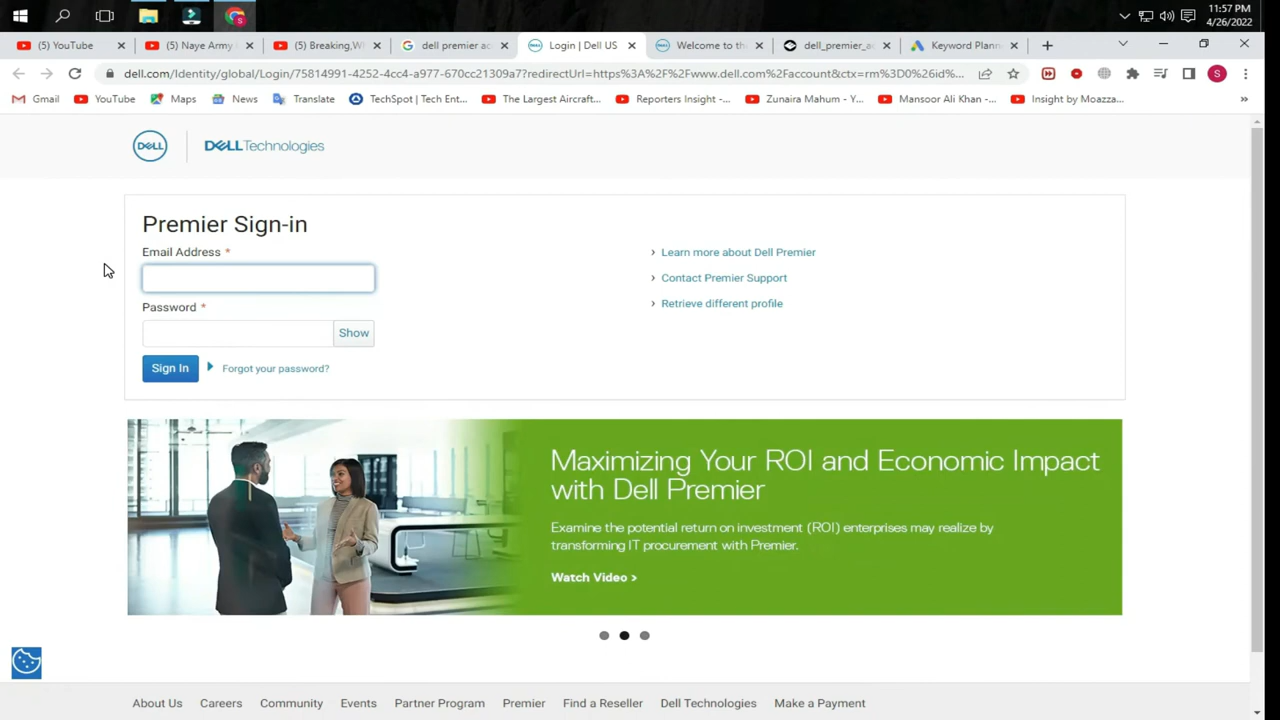 11:57 PM
4/26/2022
(5) YouTube
(5) Naye Army
(5) Breaking,W
dell premier ac
Login | Dell US
Welcome to th
dell_premier_a
Keyword Plann
dell.com/Identity/global/Login/75814991-4252-4cc4-a977-670cc21309a7?redirectUrl=https%3A%2F%2Fwww.dell.com%2Faccount&ctx=rm%3D0%26id%...
S
Gmail
YouTube
Maps
News
Translate
TechSpot | Tech Ent...
The Largest Aircraft...
Reporters Insight -...
Zunaira Mahum - Y...
Mansoor Ali Khan -...
Insight by Moazza...
DELL
DELL Technologies
Premier Sign-in
Email Address *
Learn more about Dell Premier
Contact Premier Support
Password *
Retrieve different profile
Show
Sign In
Forgot your password?
Maximizing Your ROI and Economic Impact
with Dell Premier
Examine the potential return on investment (ROI) enterprises may realize by
transforming IT procurement with Premier.
Watch Video >
About Us
Careers
Community
Events
Partner Program
Premier
Find a Reseller
Dell Technologies
Make a Payment